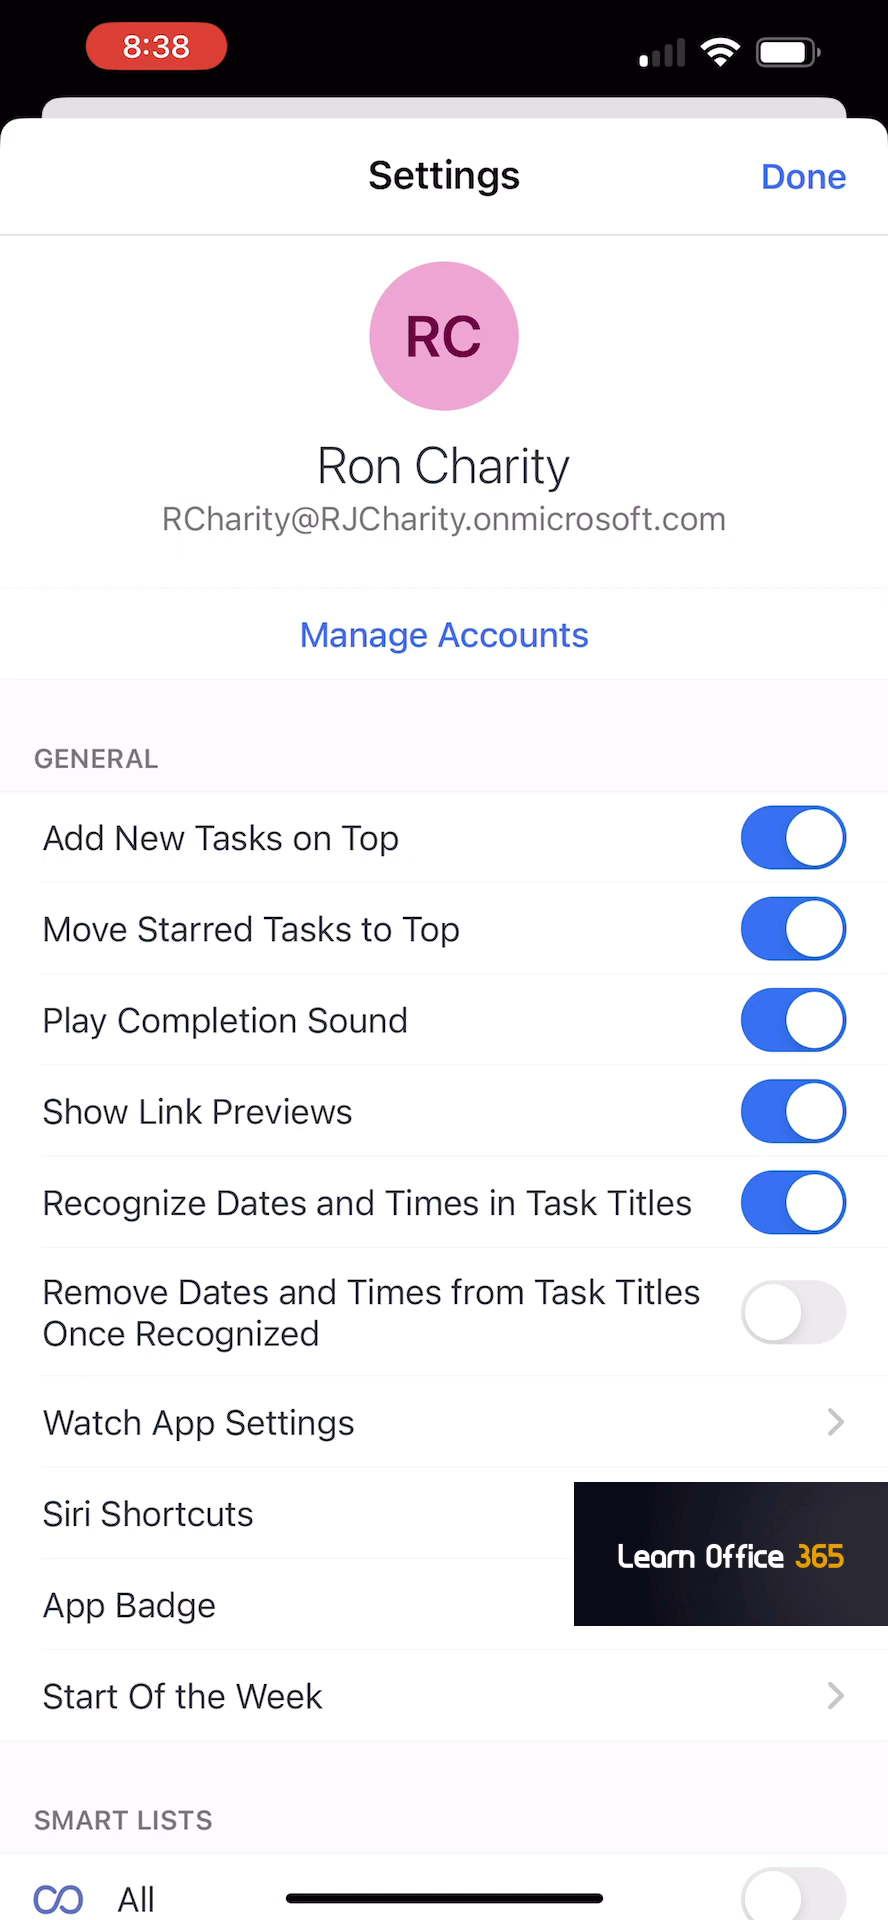 8:38
Settings
Done
RC
Ron Charity
RCharity@RJCharity.onmicrosoft.com
Manage Accounts
GENERAL
Add New Tasks on Top
Move Starred Tasks to Top
Play Completion Sound
Show Link Previews
Recognize Dates and Times in Task Titles
Remove Dates and Times from Task Titles
Once Recognized
Watch App Settings
Siri Shortcuts
Learn Office 365
App Badge
Start Of the Week
SMART LISTS
All